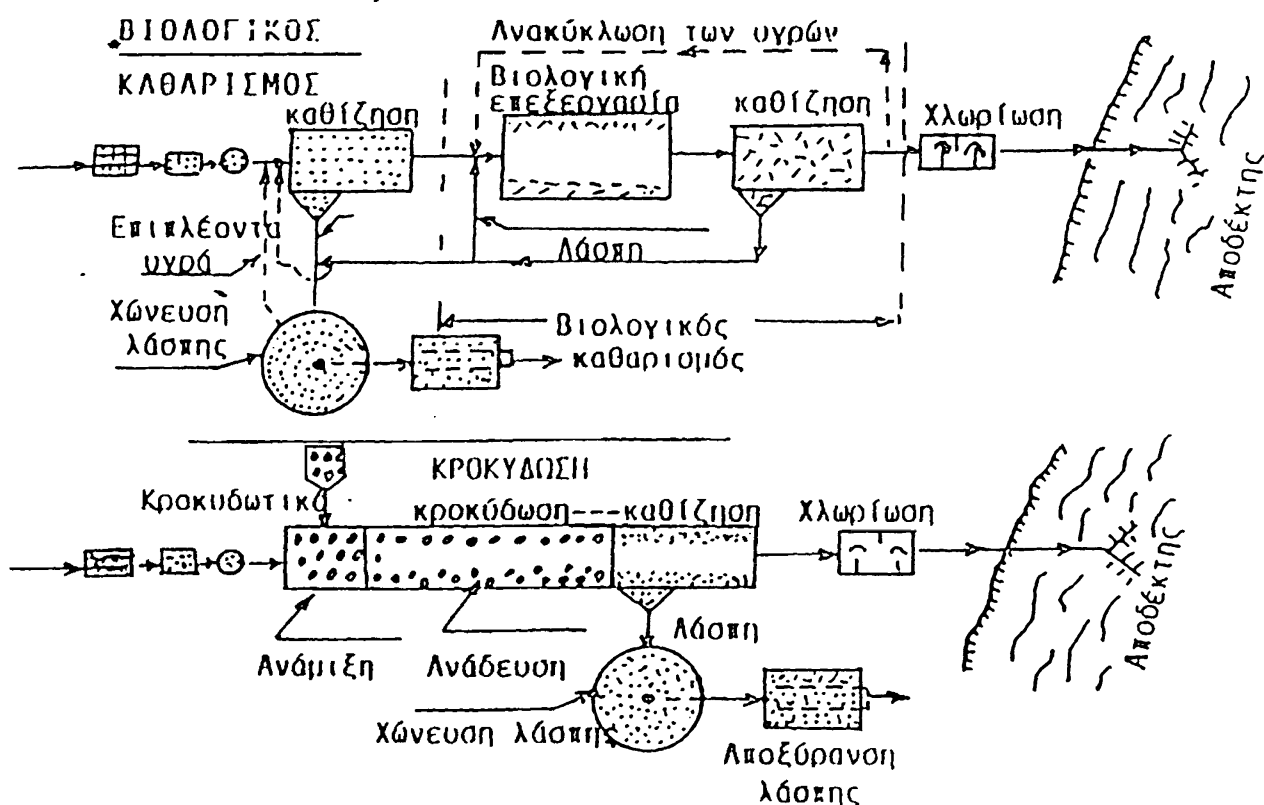 ΒΙΟΛΟΓΙΚΟΣ
ΚΑΘΑΡΙΣΜΟΣ
Ανακύκλωση των υγρών
Βιολογική
επεξεργασία
καθίζηση
καθίζηση
Χλωρίωση
Αποδέκτης
Επιπλέοντα
υγρά
Λάσπη
Χώνευση
λάσπης
Βιολογικός
καθαρισμός
ΚΡΟΚΥΔΩΣΗ
Κροκυδωτικά
κροκύδωση---καθίζηση
Χλωρίωση
Αποδέκτης
Ανάμιξη
Ανάδευση
Λάσπη
Χώνευση λάσπης
Αποξύρανση
λάσπης